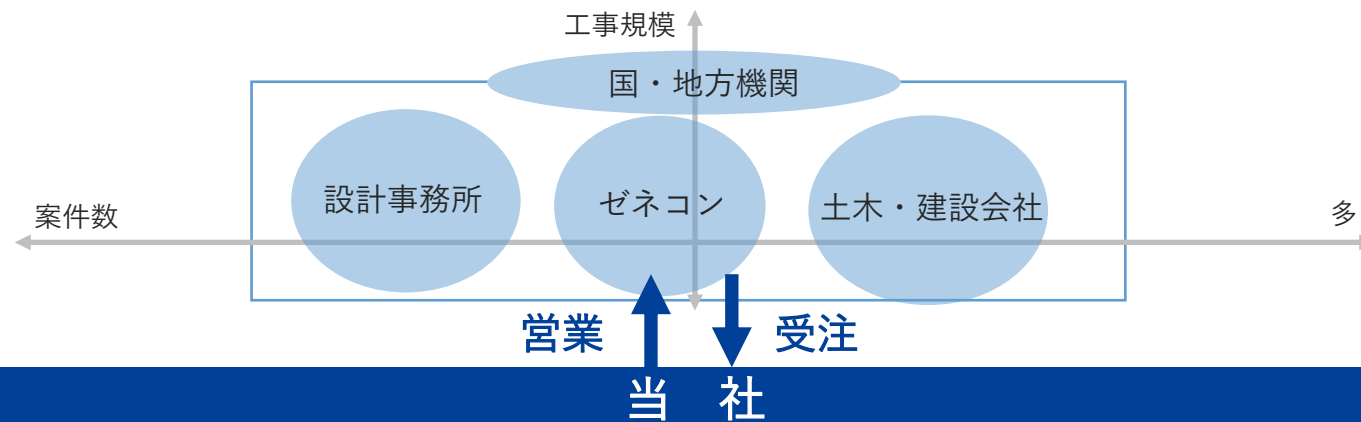 工事規模
国・地方機関
設計事務所
ゼネコン
土木・建設会社
案件数
多
営業
受注
当 社